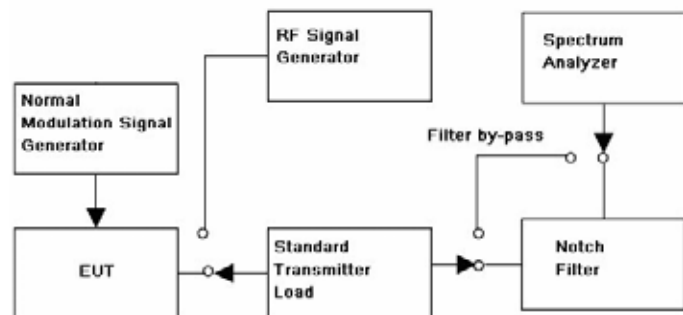 RF Signal
Generator
Spectrum
Analyzer
Normal
Modulation Signal
Generator
Filter by-pass
EUT
Standard
Transmitter
Load
Notch
Filter